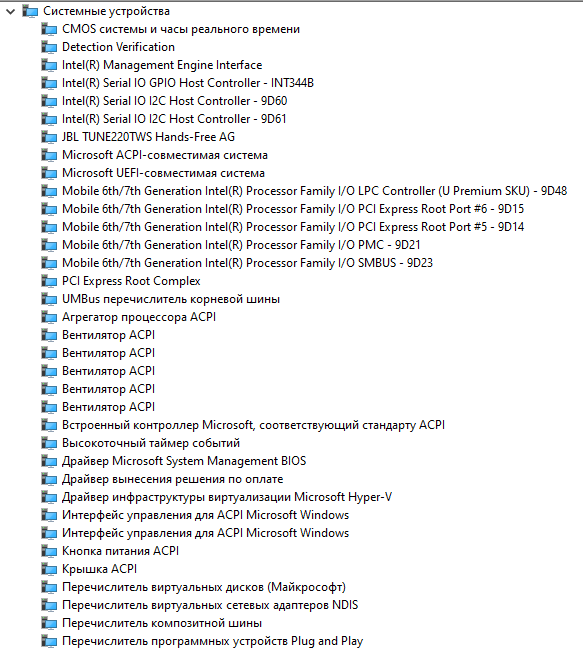 Системные устройства
CMOS системы и часы реального времени
Detection Verification
Intel(R) Management Engine Interface
Intel(R) Serial IO GPIO Host Controller - INT344B
Intel(R) Serial IO I2C Host Controller - 9D60
Intel(R) Serial IO I2C Host Controller - 9D61
JBL TUNE220TWS Hands-Free AG
Microsoft ACPI-совместимая система
Microsoft UEFI-совместимая система
Mobile 6th/7th Generation Intel(R) Processor Family I/O LPC Controller (U Premium SKU) - 9D48
Mobile 6th/7th Generation Intel(R) Processor Family I/O PCI Express Root Port #6 - 9D15
Mobile 6th/7th Generation Intel(R) Processor Family I/O PCI Express Root Port #5 - 9D14
Mobile 6th/7th Generation Intel(R) Processor Family I/O PMC - 9D21
Mobile 6th/7th Generation Intel(R) Processor Family I/O SMBUS - 9D23
PCI Express Root Complex
UMBus перечислитель корневой шины
Агрегатор процессора ACPI
Вентилятор ACPI
Вентилятор ACPI
Вентилятор ACPI
Вентилятор ACPI
Вентилятор ACPI
Встроенный контроллер Microsoft, соответствующий стандарту ACPI
Высокоточный таймер событий
Драйвер Microsoft System Management BIOS
Драйвер вынесения решения по оплате
Драйвер инфраструктуры виртуализации Microsoft Hyper-V
Интерфейс управления для ACPI Microsoft Windows
Интерфейс управления для ACPI Microsoft Windows
Кнопка питания ACPI
Крышка ACPI
Перечислитель виртуальных дисков (Майкрософт)
Перечислитель виртуальных сетевых адаптеров NDIS
Перечислитель композитной шины
Перечислитель программных устройств Plug and Play